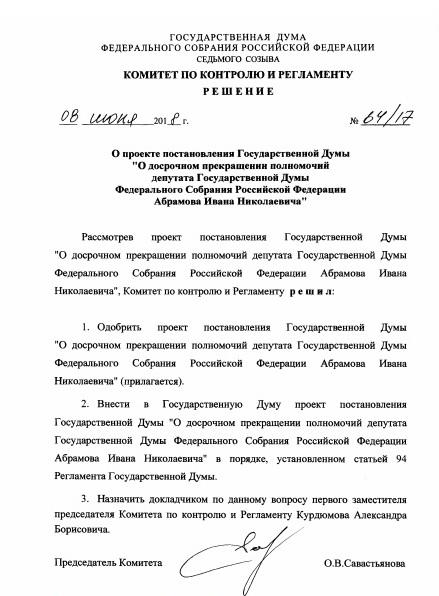 ГОСУДАРСТВЕННАЯ ДУМА
ФЕДЕРАЛЬНОГО СОБРАНИЯ РОССИЙСКОЙ ФЕДЕРАЦИИ
СЕДЬМОГО СОЗЫВА
КОМИТЕТ ПО КОНТРОЛЮ И РЕГЛАМЕНТУ
Р Е Ш Е Н И Е
08 июня 2018 г. № 64/17
О проекте постановления Государственной Думы
"О досрочном прекращении полномочий
депутата Государственной Думы
Федерального Собрания Российской Федерации
Абрамова Ивана Николаевича"
Рассмотрев проект постановления Государственной Думы
"О досрочном прекращении полномочий депутата Государственной Думы
Федерального Собрания Российской Федерации Абрамова Ивана
Николаевича", Комитет по контролю и Регламенту р е ш и л:
1. Одобрить проект постановления Государственной Думы
"О досрочном прекращении полномочий депутата Государственной Думы
Федерального Собрания Российской Федерации Абрамова Ивана
Николаевича" (прилагается).
2. Внести в Государственную Думу проект постановления
Государственной Думы "О досрочном прекращении полномочий депутата
Государственной Думы Федерального Собрания Российской Федерации
Абрамова Ивана Николаевича" в порядке, установленном статьей 94
Регламента Государственной Думы.
3. Назначить докладчиком по данному вопросу первого заместителя
председателя Комитета по контролю и Регламенту Курдюмова Александра
Борисовича.
Председатель Комитета О.В.Савастьянова